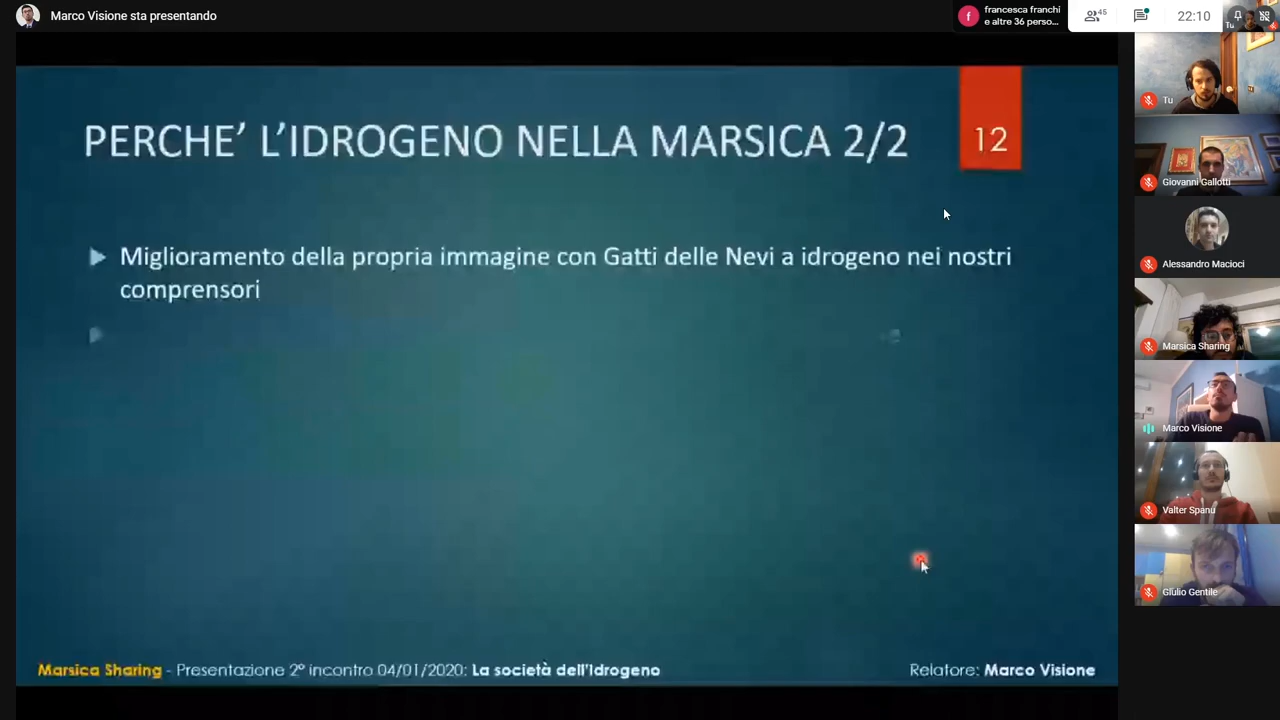 Marco Visione sta presentando
francesca franchi
e altre 36 perso...
45
22:10
Tu
PERCHE’ L’IDROGENO NELLA MARSICA 2/2
12
Miglioramento della propria immagine con Gatti delle Nevi a idrogeno nei nostri
comprensori
Marsica Sharing - Presentazione 2° incontro 04/01/2020: La società dell’Idrogeno
Relatore: Marco Visione
Tu
Giovanni Gallotti
Alessandro Macioci
Marsica Sharing
Marco Visione
Valter Spanu
Giulio Gentile
f